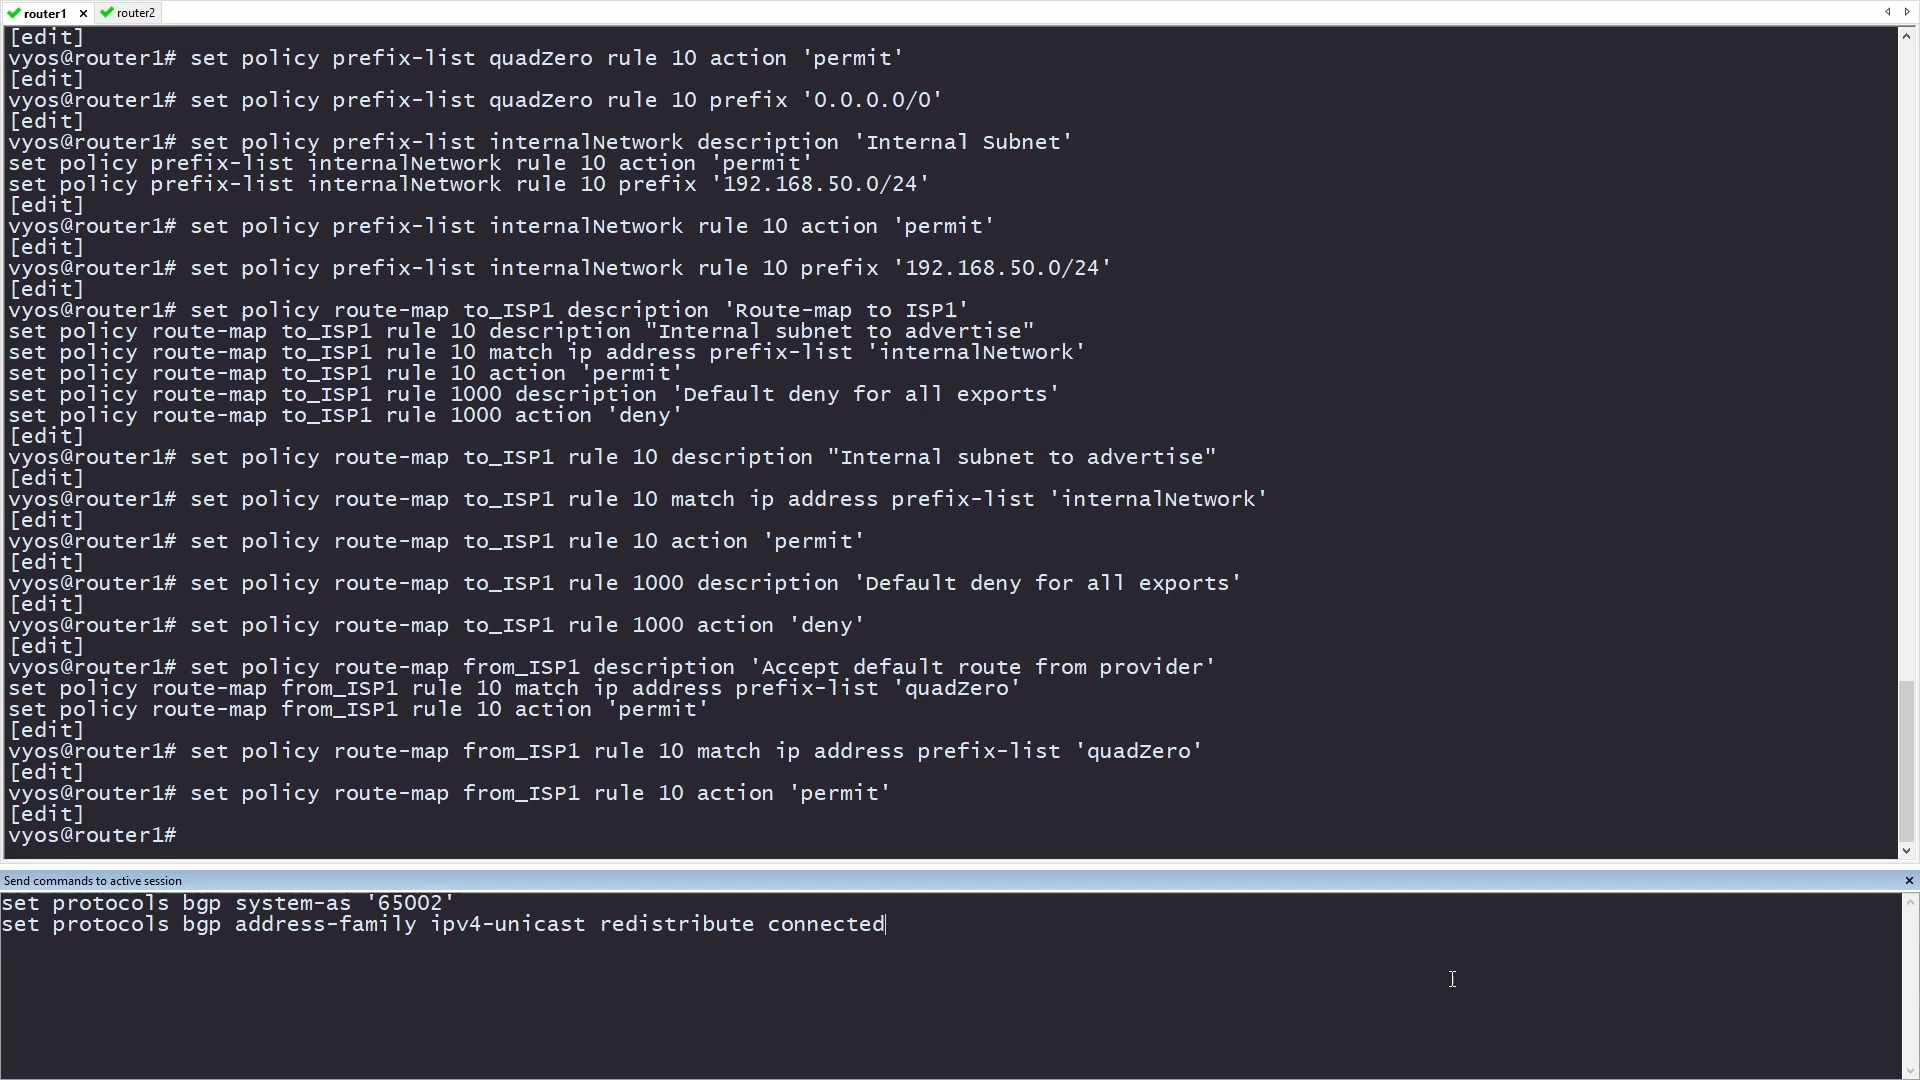 router1
router2
[edit]
vyos@router1# set policy prefix-list quadZero rule 10 action 'permit'
[edit]
vyos@router1# set policy prefix-list quadZero rule 10 prefix '0.0.0.0/0'
[edit]
vyos@router1# set policy prefix-list internalNetwork description 'Internal Subnet'
set policy prefix-list internalNetwork rule 10 action 'permit'
set policy prefix-list internalNetwork rule 10 prefix '192.168.50.0/24'
[edit]
vyos@router1# set policy prefix-list internalNetwork rule 10 action 'permit'
[edit]
vyos@router1# set policy prefix-list internalNetwork rule 10 prefix '192.168.50.0/24'
[edit]
vyos@router1# set policy route-map to_ISP1 description 'Route-map to ISP1'
set policy route-map to_ISP1 rule 10 description "Internal subnet to advertise"
set policy route-map to_ISP1 rule 10 match ip address prefix-list 'internalNetwork'
set policy route-map to_ISP1 rule 10 action 'permit'
set policy route-map to_ISP1 rule 1000 description 'Default deny for all exports'
set policy route-map to_ISP1 rule 1000 action 'deny'
[edit]
vyos@router1# set policy route-map to_ISP1 rule 10 description "Internal subnet to advertise"
[edit]
vyos@router1# set policy route-map to_ISP1 rule 10 match ip address prefix-list 'internalNetwork'
[edit]
vyos@router1# set policy route-map to_ISP1 rule 10 action 'permit'
[edit]
vyos@router1# set policy route-map to_ISP1 rule 1000 description 'Default deny for all exports'
[edit]
vyos@router1# set policy route-map to_ISP1 rule 1000 action 'deny'
[edit]
vyos@router1# set policy route-map from_ISP1 description 'Accept default route from provider'
set policy route-map from_ISP1 rule 10 match ip address prefix-list 'quadZero'
set policy route-map from_ISP1 rule 10 action 'permit'
[edit]
vyos@router1# set policy route-map from_ISP1 rule 10 match ip address prefix-list 'quadZero'
[edit]
vyos@router1# set policy route-map from_ISP1 rule 10 action 'permit'
[edit]
vyos@router1#
Send commands to active session
set protocols bgp system-as '65002'
set protocols bgp address-family ipv4-unicast redistribute connected